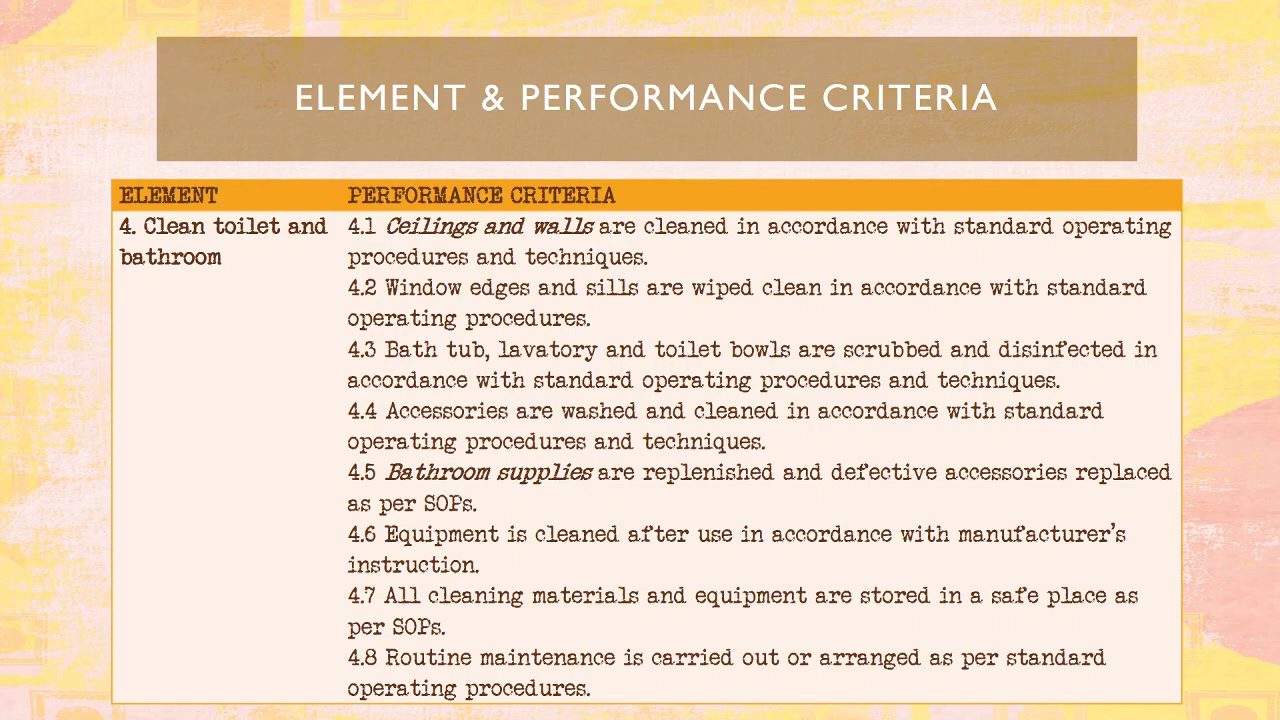 ELEMENT & PERFORMANCE CRITERIA
ELEMENT PERFORMANCE CRITERIA
4. Clean toilet and bathroom
4.1 Ceilings and walls are cleaned in accordance with standard operating
procedures and techniques.
4.2 Window edges and sills are wiped clean in accordance with standard
operating procedures.
4.3 Bath tub, lavatory and toilet bowls are scrubbed and disinfected in
accordance with standard operating procedures and techniques.
4.4 Accessories are washed and cleaned in accordance with standard
operating procedures and techniques.
4.5 Bathroom supplies are replenished and defective accessories replaced
as per SOPs.
4.6 Equipment is cleaned after use in accordance with manufacturer's
instruction.
4.7 All cleaning materials and equipment are stored in a safe place as
per SOPs.
4.8 Routine maintenance is carried out or arranged as per standard
operating procedures.